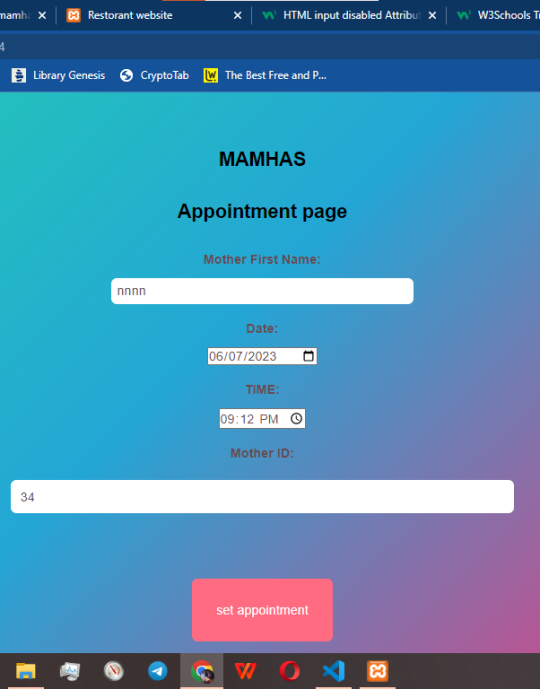 mamha
Restorant website
HTML input disabled Attribu
W3Schools T
4
Library Genesis
CryptoTab
The Best Free and P...
MAMHAS
Appointment page
Mother First Name:
nnnn
Date:
06/07/2023
TIME:
09:12 PM
Mother ID:
34
set appointment